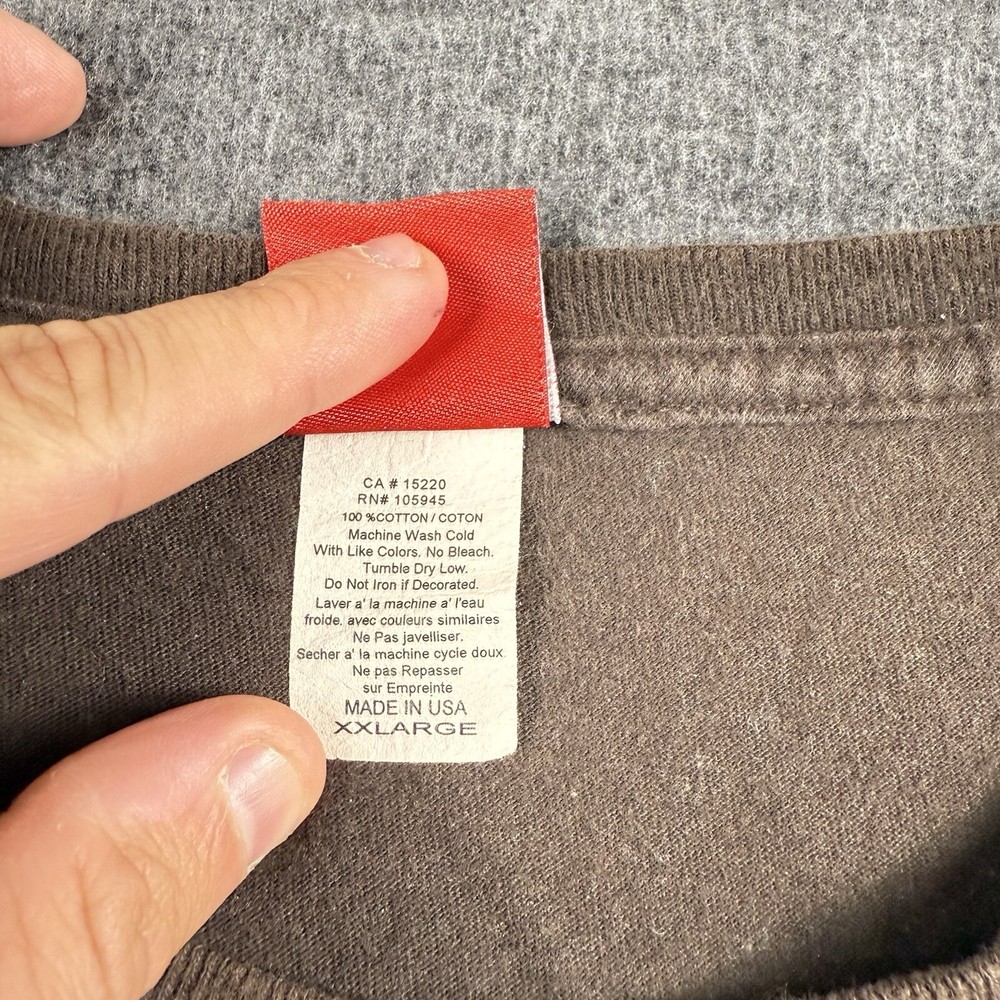 CA # 15220
RN# 105945
100 %COTTON / COTON
Machine Wash Cold
With Like Colors. No Bleach.
Tumble Dry Low.
Do Not Iron if Decorated.
Laver a' la machine a' l'eau
froide, avec couleurs similaires
Ne Pas javelliser.
Secher a' la machine cycle doux
Ne pas Repasser
sur Empreinte
MADE IN USA
XXLARGE